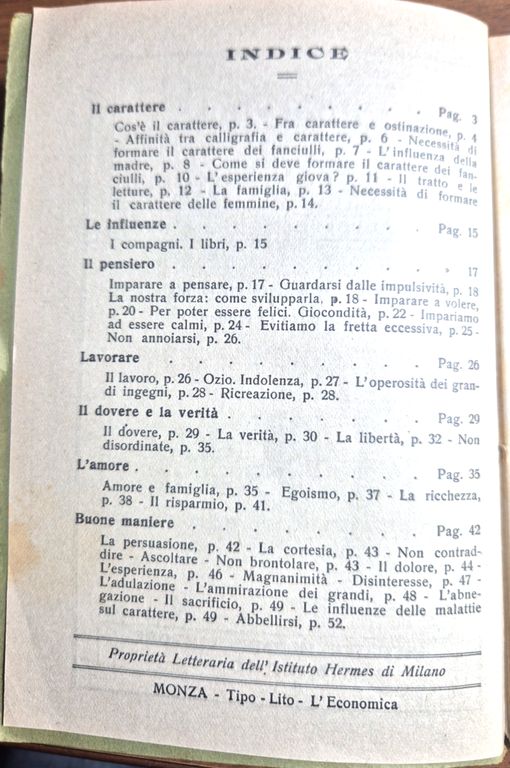 INDICE
Il carattere . . . . . . . . . Pag. 3
Cos'è il carattere, p. 3. - Fra carattere e ostinazione, p. 4
- Affinità tra calligrafia e carattere, p. 6 - Necessità di
formare il carattere dei fanciulli, p. 7 - L'influenza della
madre, p. 8 - Come si deve formare il carattere dei fan-
ciulli, p. 10 - L'esperienza giova? p. 11 - Il tratto e le
letture, p. 12 - La famiglia, p. 13 - Necessità di formare
il carattere delle femmine, p. 14.
Le influenze . . . . . . . . . Pag. 15
I compagni. I libri, p. 15
Il pensiero . . . . . . . . . » 17
Imparare a pensare, p. 17 - Guardarsi dalle impulsività, p. 18
La nostra forza: come svilupparla, p. 18 - Imparare a volere,
p. 20 - Per poter essere felici. Giocondità, p. 22 - Impariamo
ad essere calmi, p. 24 - Evitiamo la fretta eccessiva, p. 25 -
Non annoiarsi, p. 26.
Lavorare . . . . . . . . . Pag. 26
Il lavoro, p. 26 - Ozio. Indolenza, p. 27 - L'operosità dei gran-
di ingegni, p. 28 - Ricreazione, p. 28.
Il dovere e la verità . . . . . . . Pag. 29
Il dovere, p. 29 - La verità, p. 30 - La libertà, p. 32 - Non
disordinate, p. 35.
L'amore . . . . . . . . . Pag. 35
Amore e famiglia, p. 35 - Egoismo, p. 37 - La ricchezza,
p. 38 - Il risparmio, p. 41.
Buone maniere . . . . . . . . Pag. 42
La persuasione, p. 42 - La cortesia, p. 43 - Non contrad-
dire - Ascoltare - Non brontolare, p. 43 - Il dolore, p. 44 -
L'esperienza, p. 46 - Magnanimità - Disinteresse, p. 47 -
L'adulazione - L'ammirazione dei grandi, p. 48 - L'abne-
gazione - Il sacrificio, p. 49 - Le influenze delle malattie
sul carattere, p. 49 - Abbellirsi, p. 52.
Proprietà Letteraria dell'Istituto Hermes di Milano
MONZA - Tipo - Lito - L'Economica